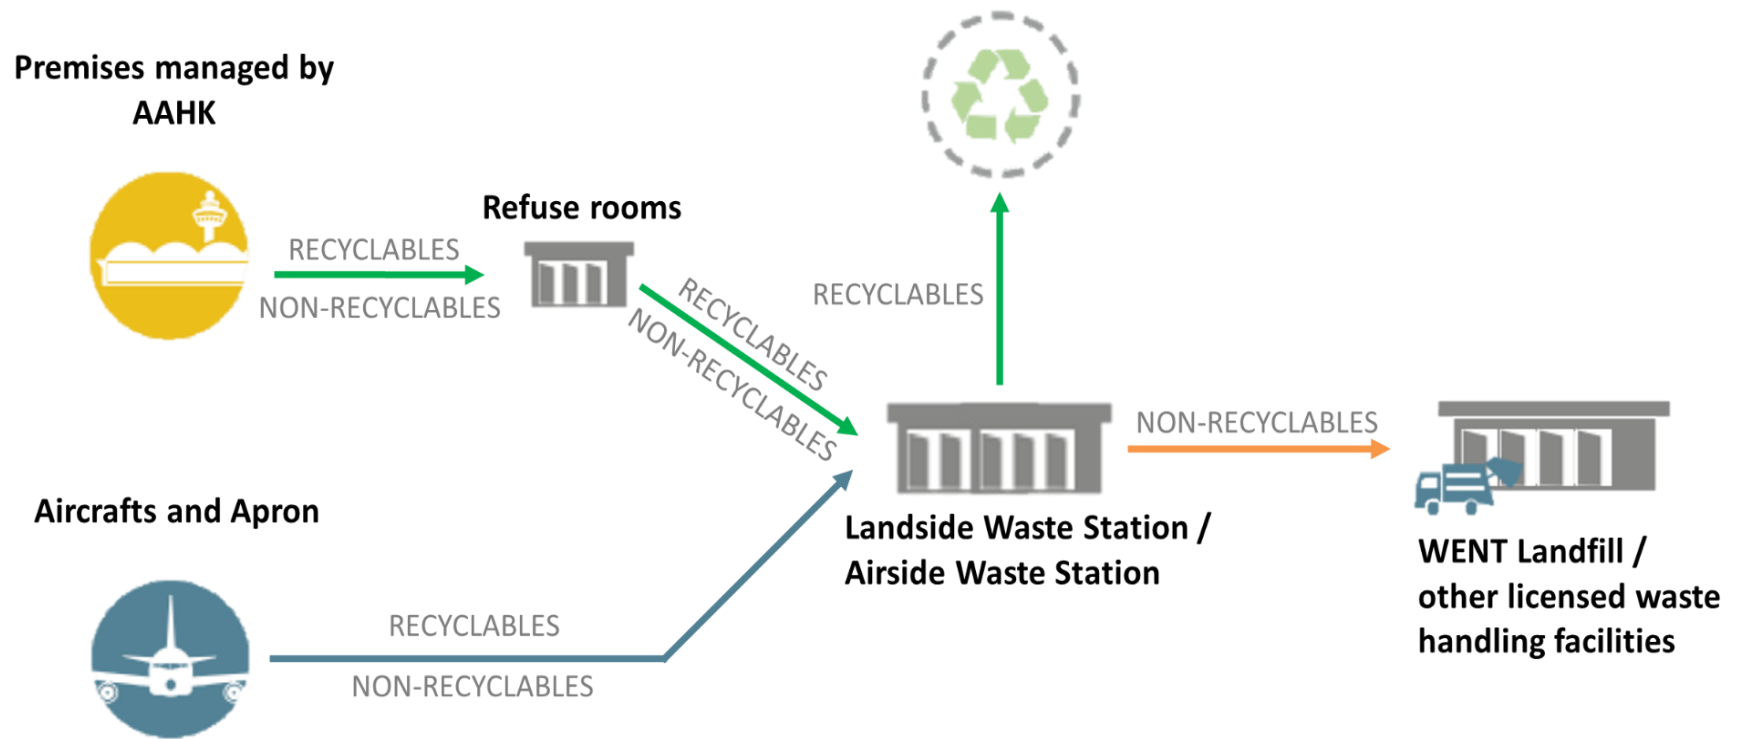 Premises managed by
AAHK
RECYCLABLES
NON-RECYCLABLES
Refuse rooms
RECYCLABLES
NON-RECYCLABLES
RECYCLABLES
NON-RECYCLABLES
Aircrafts and Apron
RECYCLABLES
NON-RECYCLABLES
Landside Waste Station /
Airside Waste Station
WENT Landfill /
other licensed waste
handling facilities